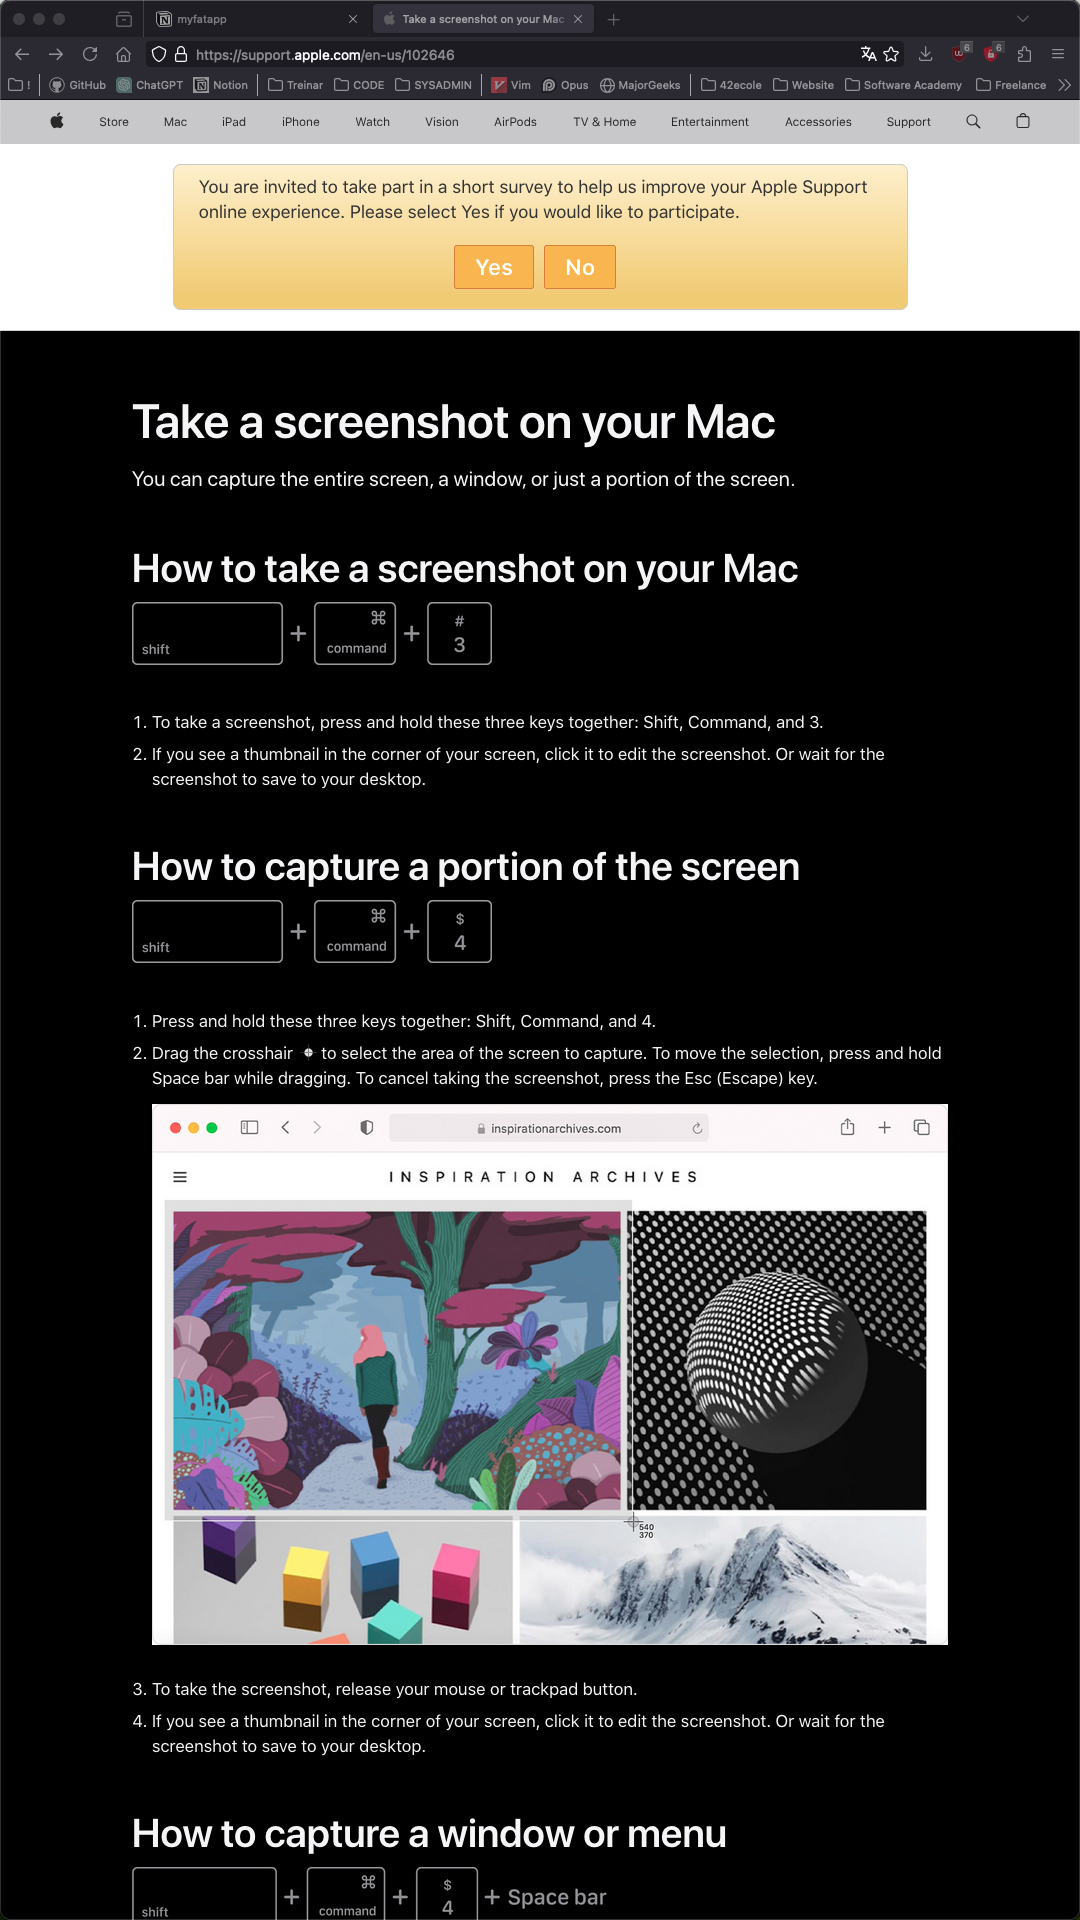 myfatapp
Take a screenshot on your Mac
https://support.apple.com/en-us/102646
6
6
!
GitHub
ChatGPT
Notion
Treinar
CODE
SYSADMIN
Vim
Opus
MajorGeeks
42ecole
Website
Software Academy
Freelance
Store
Mac
iPad
iPhone
Watch
Vision
AirPods
TV & Home
Entertainment
Accessories
Support
You are invited to take part in a short survey to help us improve your Apple Support
online experience. Please select Yes if you would like to participate.
Yes
No
Take a screenshot on your Mac
You can capture the entire screen, a window, or just a portion of the screen.
How to take a screenshot on your Mac
shift + ⌘ command + # 3
1. To take a screenshot, press and hold these three keys together: Shift, Command, and 3.
2. If you see a thumbnail in the corner of your screen, click it to edit the screenshot. Or wait for the
screenshot to save to your desktop.
How to capture a portion of the screen
shift + ⌘ command + $ 4
1. Press and hold these three keys together: Shift, Command, and 4.
2. Drag the crosshair to select the area of the screen to capture. To move the selection, press and hold
Space bar while dragging. To cancel taking the screenshot, press the Esc (Escape) key.
inspirationarchives.com
INSPIRATION ARCHIVES
540
370
3. To take the screenshot, release your mouse or trackpad button.
4. If you see a thumbnail in the corner of your screen, click it to edit the screenshot. Or wait for the
screenshot to save to your desktop.
How to capture a window or menu
shift + ⌘ command + $ 4 + Space bar